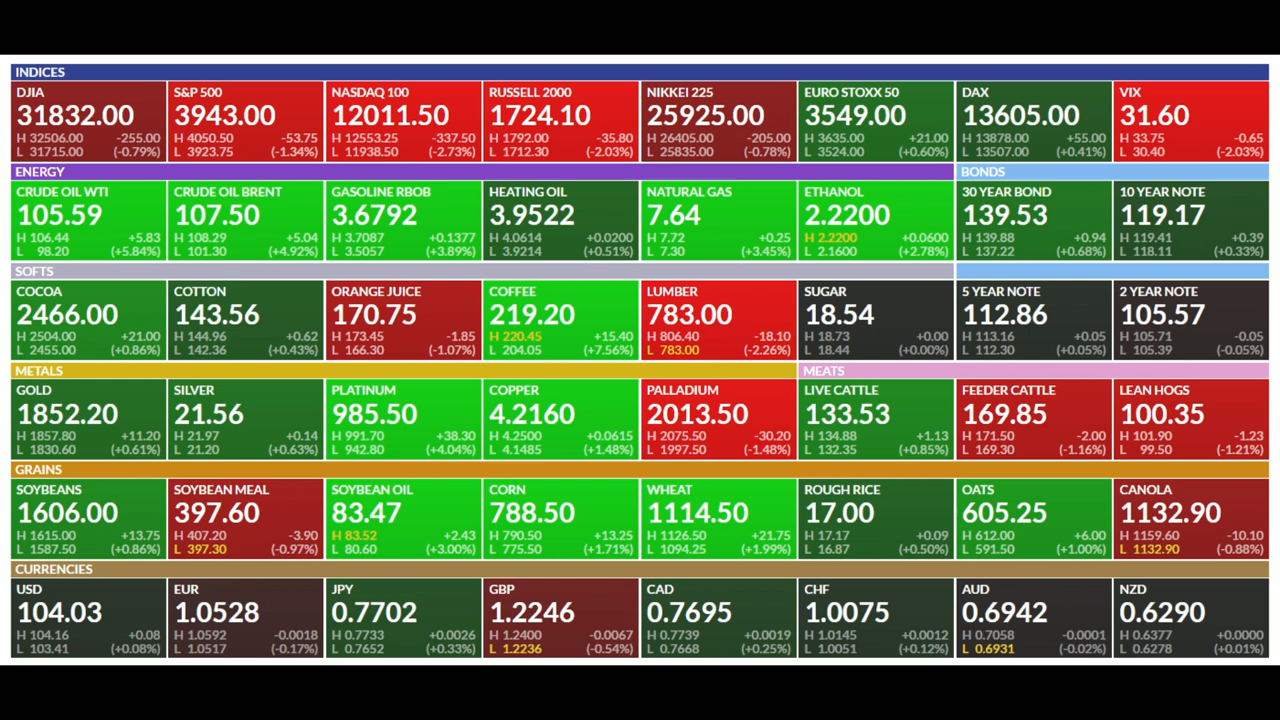 INDICES
DJIA S&P 500 NASDAQ 100 RUSSELL 2000 NIKKEI 225 EURO STOXX 50 DAX VIX
31832.00 3943.00 12011.50 1724.10 25925.00 3549.00 13605.00 31.60
H 32506.00 -255.00 H 4050.50 -53.75 H 12553.25 -337.50 H 1792.00 -35.80 H 26405.00 -205.00 H 3635.00 +21.00 H 13878.00 +55.00 H 33.75 -0.65
L 31715.00 (-0.79%) L 3923.75 (-1.34%) L 11938.50 (-2.73%) L 1712.30 (-2.03%) L 25835.00 (-0.78%) L 3524.00 (+0.60%) L 13507.00 (+0.41%) L 30.40 (-2.03%)
ENERGY BONDS
CRUDE OIL WTI CRUDE OIL BRENT GASOLINE RBOB HEATING OIL NATURAL GAS ETHANOL 30 YEAR BOND 10 YEAR NOTE
105.59 107.50 3.6792 3.9522 7.64 2.2200 139.53 119.17
H 106.44 +5.83 H 108.29 +5.04 H 3.7087 +0.1377 H 4.0614 +0.0200 H 7.72 +0.25 H 2.2200 +0.0600 H 139.88 +0.94 H 119.41 +0.39
L 98.20 (+5.84%) L 101.30 (+4.92%) L 3.5057 (+3.89%) L 3.9214 (+0.51%) L 7.30 (+3.45%) L 2.1600 (+2.78%) L 137.22 (+0.68%) L 118.11 (+0.33%)
SOFTS
COCOA COTTON ORANGE JUICE COFFEE LUMBER SUGAR 5 YEAR NOTE 2 YEAR NOTE
2466.00 143.56 170.75 219.20 783.00 18.54 112.86 105.57
H 2504.00 +21.00 H 144.96 +0.62 H 173.45 -1.85 H 220.45 +15.40 H 806.40 -18.10 H 18.73 +0.00 H 113.16 +0.05 H 105.71 -0.05
L 2455.00 (+0.86%) L 142.36 (+0.43%) L 166.30 (-1.07%) L 204.05 (+7.56%) L 783.00 (-2.26%) L 18.44 (+0.00%) L 112.30 (+0.05%) L 105.39 (-0.05%)
METALS MEATS
GOLD SILVER PLATINUM COPPER PALLADIUM LIVE CATTLE FEEDER CATTLE LEAN HOGS
1852.20 21.56 985.50 4.2160 2013.50 133.53 169.85 100.35
H 1857.80 +11.20 H 21.97 +0.14 H 991.70 +38.30 H 4.2500 +0.0615 H 2075.50 -30.20 H 134.88 +1.13 H 171.50 -2.00 H 101.90 -1.23
L 1830.60 (+0.61%) L 21.20 (+0.63%) L 942.80 (+4.04%) L 4.1485 (+1.48%) L 1997.50 (-1.48%) L 132.35 (+0.85%) L 169.30 (-1.16%) L 99.50 (-1.21%)
GRAINS
SOYBEANS SOYBEAN MEAL SOYBEAN OIL CORN WHEAT ROUGH RICE OATS CANOLA
1606.00 397.60 83.47 788.50 1114.50 17.00 605.25 1132.90
H 1615.00 +13.75 H 407.20 -3.90 H 83.52 +2.43 H 790.50 +13.25 H 1126.50 +21.75 H 17.17 +0.09 H 612.00 +6.00 H 1159.60 -10.10
L 1587.50 (+0.86%) L 397.30 (-0.97%) L 80.60 (+3.00%) L 775.50 (+1.71%) L 1094.25 (+1.99%) L 16.87 (+0.50%) L 591.50 (+1.00%) L 1132.90 (-0.88%)
CURRENCIES
USD EUR JPY GBP CAD CHF AUD NZD
104.03 1.0528 0.7702 1.2246 0.7695 1.0075 0.6942 0.6290
H 104.16 +0.08 H 1.0592 -0.0018 H 0.7733 +0.0026 H 1.2400 -0.0067 H 0.7739 +0.0019 H 1.0145 +0.0012 H 0.7058 -0.0001 H 0.6377 +0.0000
L 103.41 (+0.08%) L 1.0517 (-0.17%) L 0.7652 (+0.33%) L 1.2236 (-0.54%) L 0.7668 (+0.25%) L 1.0051 (+0.12%) L 0.6931 (-0.02%) L 0.6278 (+0.01%)